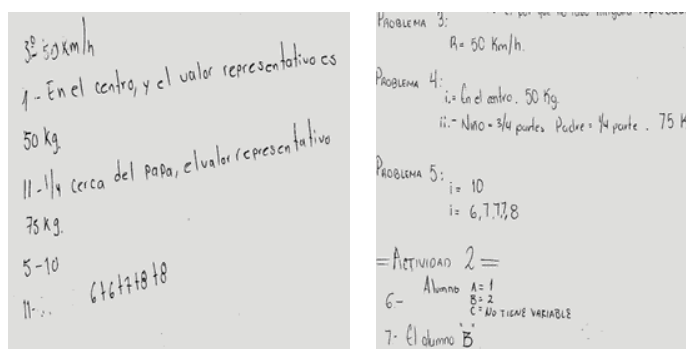 3º 50 Km/h
1- En el centro, y el valor representativo es
50 Kg.
11-1/4 cerca del papa, el valor representativo
75 Kg.
5-10
11-.. 6+6+7+8+8
PROBLEMA 3:
R= 50 Km/h.
PROBLEMA 4:
i.= En el centro. 50 Kg.
ii.- Niño = 3/4 partes Padre = 1/4 parte. 75 K
PROBLEMA 5:
i= 10
i= 6,7,7,7,8
=ACTIVIDAD 2=
6- Alumno A= 1
B= 2
C= NO TIENE VARIABLE
7- El alumno "B"